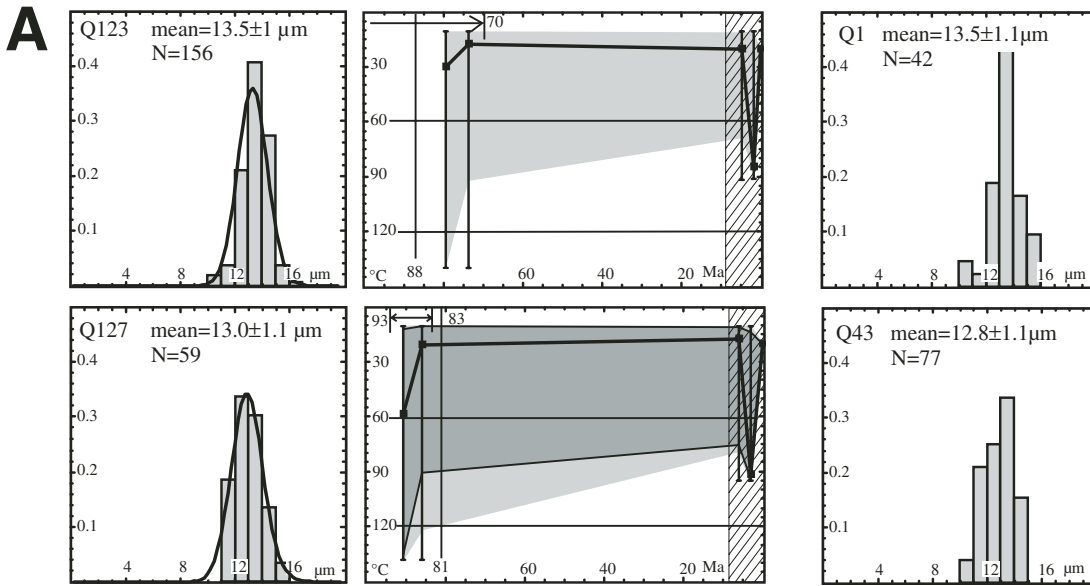 A
Q123 mean=13.5±1 µm
N=156
0.4
0.3
0.2
0.1
4 8 12 16 µm
70
30
60
90
120
°C 88 60 40 20 Ma
Q1 mean=13.5±1.1µm
N=42
0.4
0.3
0.2
0.1
4 8 12 16 µm
Q127 mean=13.0±1.1 µm
N=59
0.4
0.3
0.2
0.1
4 8 12 16 µm
93 83
30
60
90
120
°C 81 60 40 20 Ma
Q43 mean=12.8±1.1µm
N=77
0.4
0.3
0.2
0.1
4 8 12 16 µm